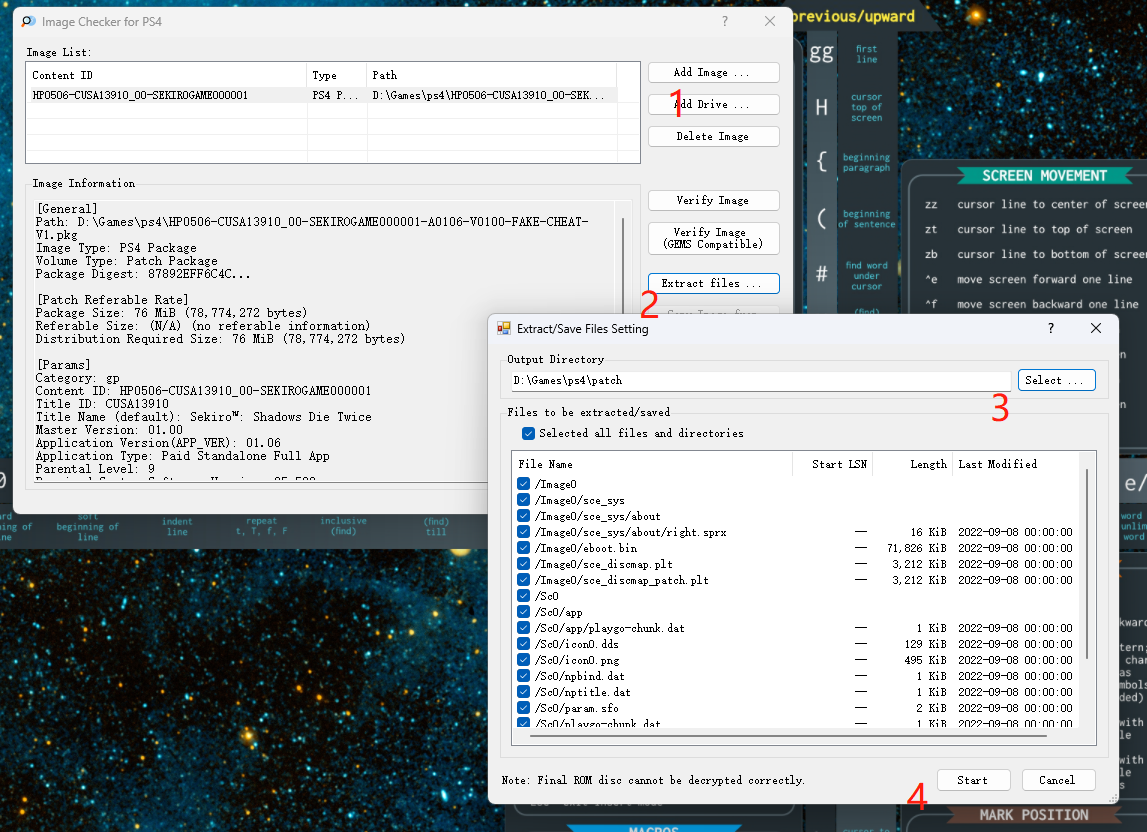 Image Checker for PS4
Image List:
Content ID Type Path
HP0506-CUSA13910_00-SEKIROGAME000001 PS4 P... D:\Games\ps4\HP0506-CUSA13910_00-SEK...
Add Image ...
1
Add Drive ...
Delete Image
Image Information
[General]
Path: D:\Games\ps4\HP0506-CUSA13910_00-SEKIROGAME000001-A0106-V0100-FAKE-CHEAT-
V1.pkg
Image Type: PS4 Package
Volume Type: Patch Package
Package Digest: 87892EFF6C4C...
[Patch Referable Rate]
Package Size: 76 MiB (78,774,272 bytes)
Referable Size: (N/A) (no referable information)
Distribution Required Size: 76 MiB (78,774,272 bytes)
[Params]
Category: gp
Content ID: HP0506-CUSA13910_00-SEKIROGAME000001
Title ID: CUSA13910
Title Name (default): Sekiro™: Shadows Die Twice
Master Version: 01.00
Application Version(APP_VER): 01.06
Application Type: Paid Standalone Full App
Parental Level: 9
Verify Image
Verify Image
(GEMS Compatible)
Extract files ...
2
Extract/Save Files Setting
Output Directory
D:\Games\ps4\patch
Select ...
3
Files to be extracted/saved
Selected all files and directories
File Name Start LSN Length Last Modified
/Image0
/Image0/sce_sys
/Image0/sce_sys/about
/Image0/sce_sys/about/right.sprx — 16 KiB 2022-09-08 00:00:00
/Image0/eboot.bin — 71,826 KiB 2022-09-08 00:00:00
/Image0/sce_discmap.plt — 3,212 KiB 2022-09-08 00:00:00
/Image0/sce_discmap_patch.plt — 3,212 KiB 2022-09-08 00:00:00
/Sc0
/Sc0/app
/Sc0/app/playgo-chunk.dat — 1 KiB 2022-09-08 00:00:00
/Sc0/icon0.dds — 129 KiB 2022-09-08 00:00:00
/Sc0/icon0.png — 495 KiB 2022-09-08 00:00:00
/Sc0/npbind.dat — 1 KiB 2022-09-08 00:00:00
/Sc0/nptitle.dat — 1 KiB 2022-09-08 00:00:00
/Sc0/param.sfo — 2 KiB 2022-09-08 00:00:00
/Sc0/playgo-chunk.dat — 1 KiB 2022-09-08 00:00:00
Note: Final ROM disc cannot be decrypted correctly.
4
Start
Cancel
previous/upward
gg first
line
H cursor
top of
screen
{ beginning
paragraph
( beginning
of sentence
# find word
under
cursor
(find)
SCREEN MOVEMENT
zz cursor line to center of screen
zt cursor line to top of screen
zb cursor line to bottom of screen
^e move screen forward one line
^f move screen backward one line
soft
beginning of
line
indent
line
repeat
t, T, f, F
inclusive
(find)
(find)
till
e/
word
MACROS
MARK POSITION